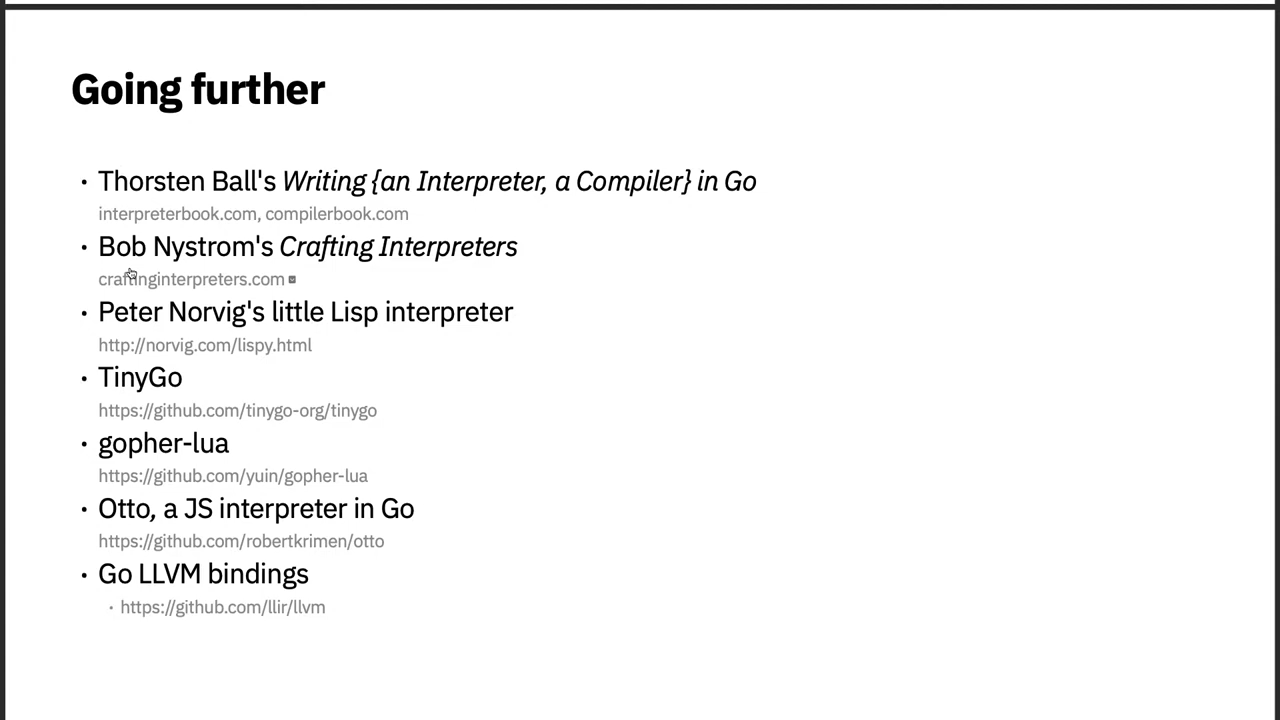 Going further
• Thorsten Ball's Writing {an Interpreter, a Compiler} in Go
interpreterbook.com, compilerbook.com
• Bob Nystrom's Crafting Interpreters
craftinginterpreters.com
• Peter Norvig's little Lisp interpreter
http://norvig.com/lispy.html
• TinyGo
https://github.com/tinygo-org/tinygo
• gopher-lua
https://github.com/yuin/gopher-lua
• Otto, a JS interpreter in Go
https://github.com/robertkrimen/otto
• Go LLVM bindings
• https://github.com/llir/llvm